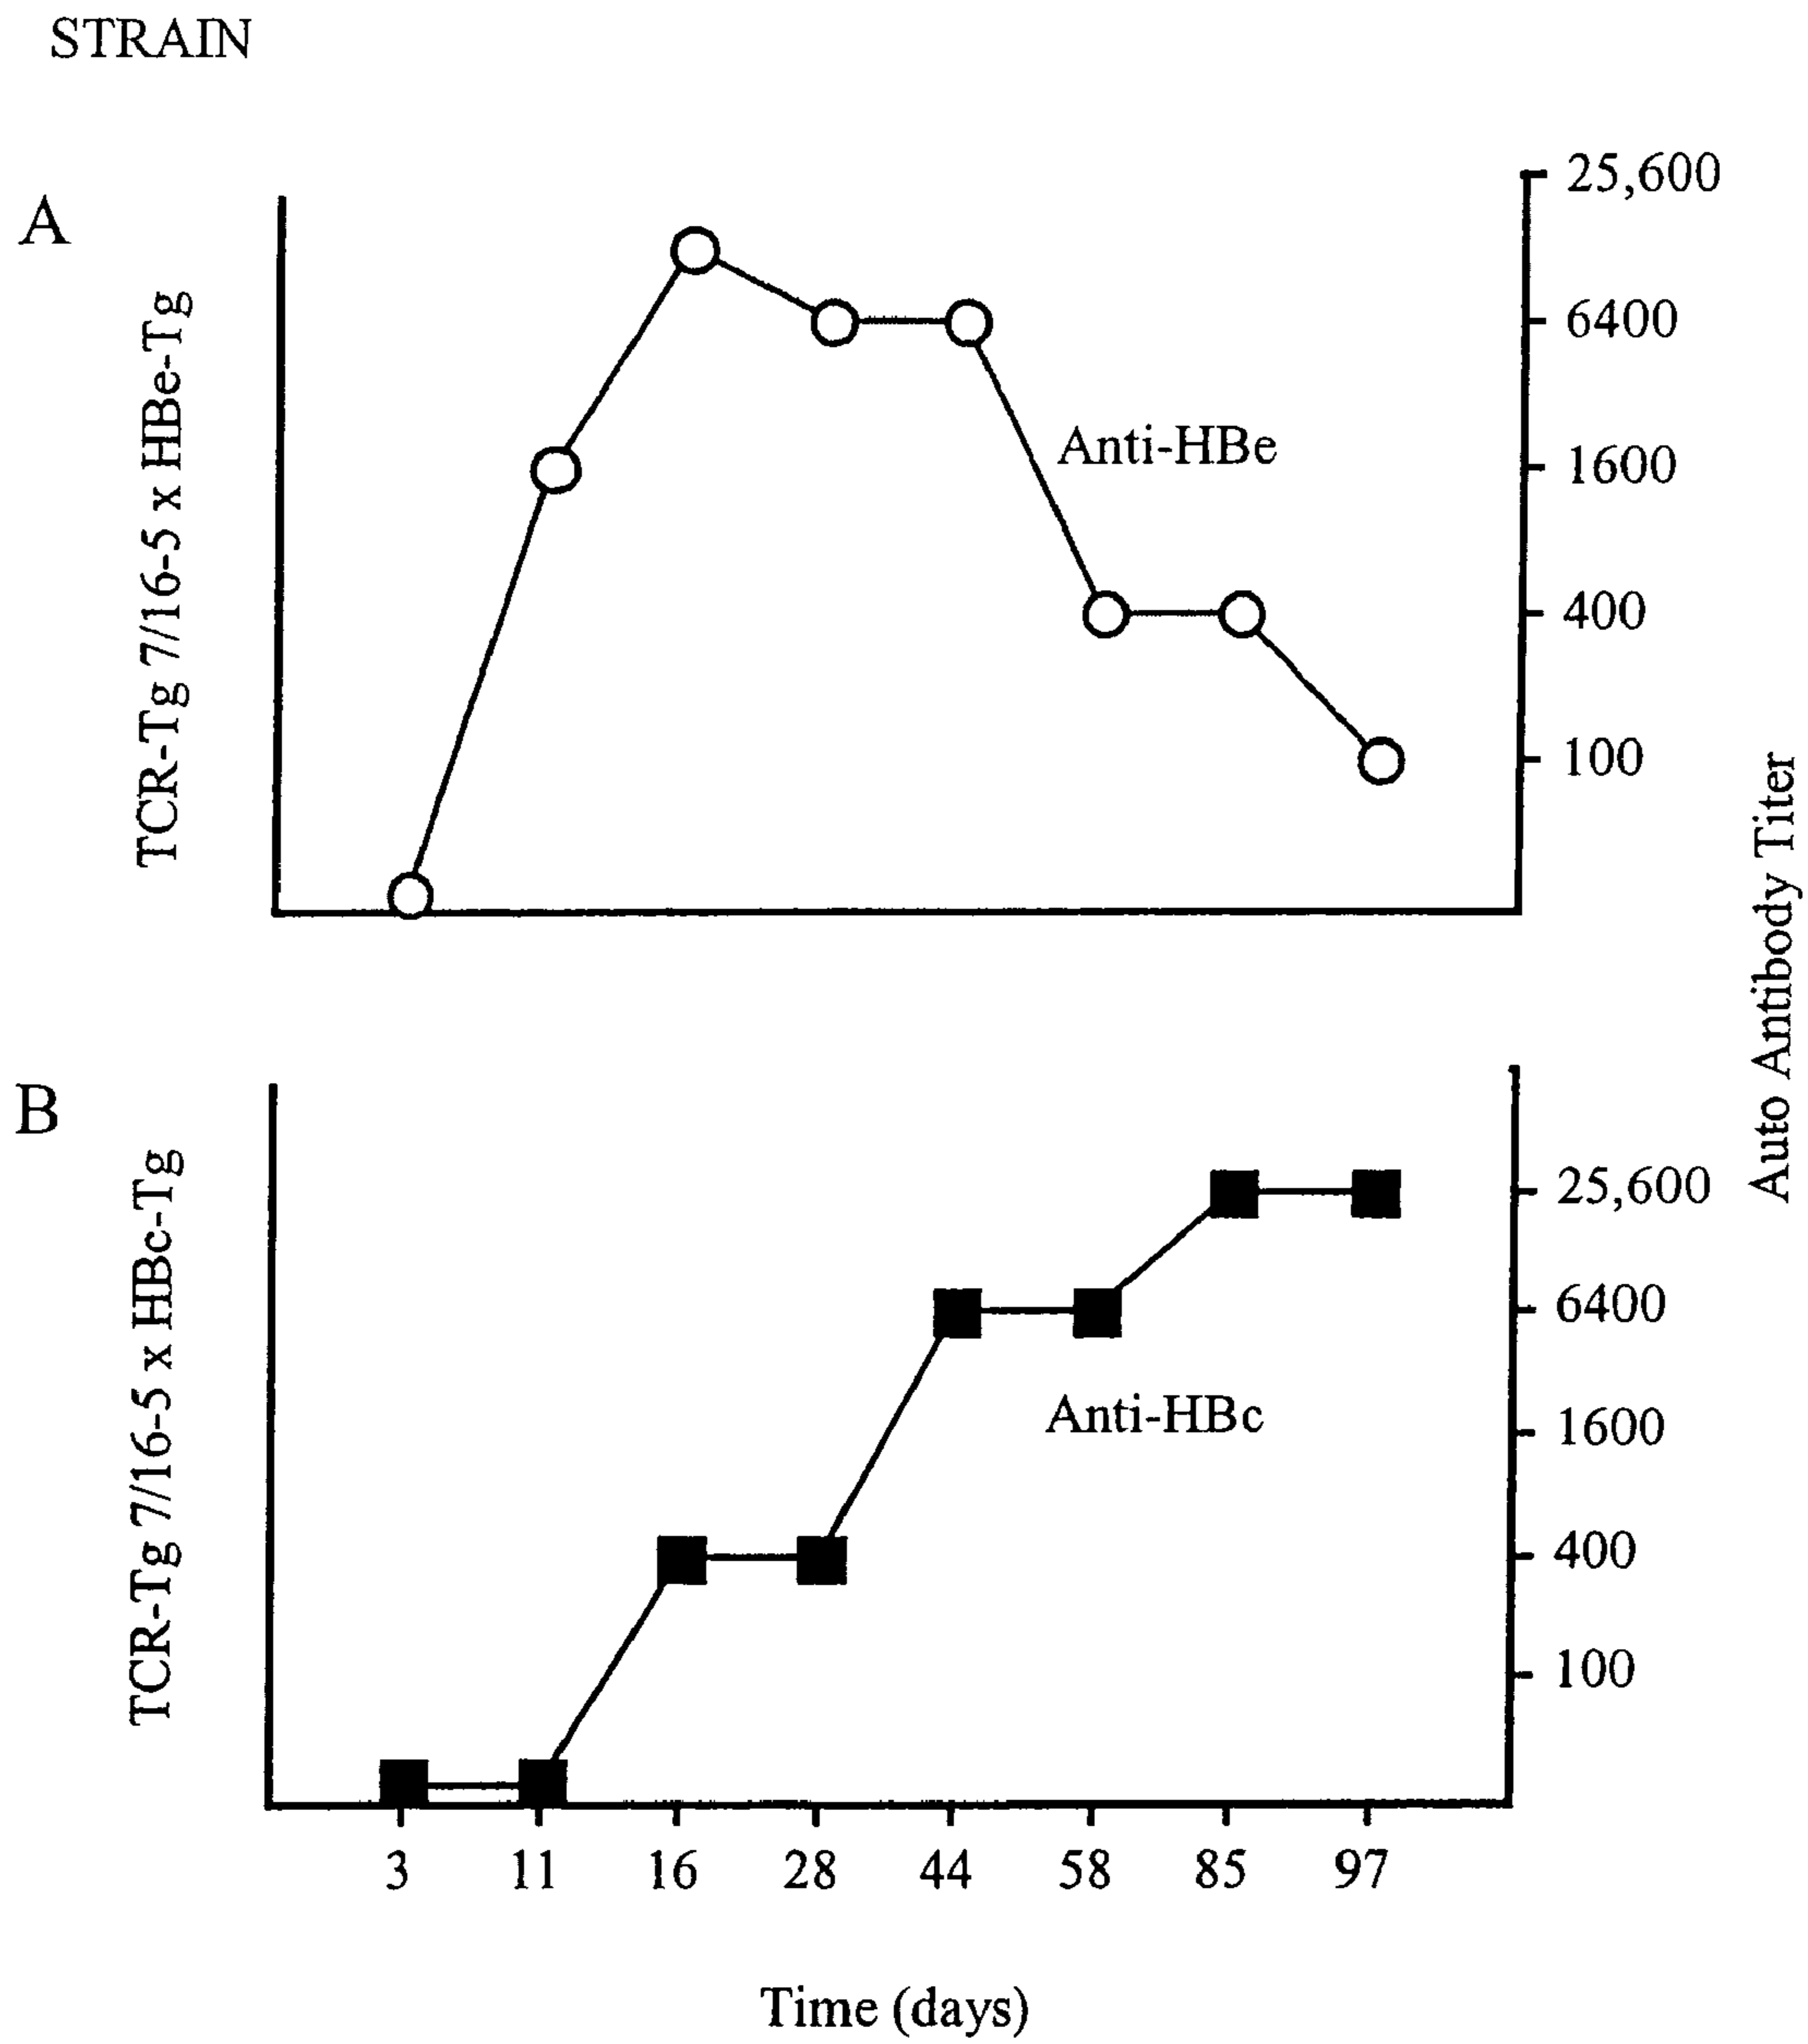 STRAIN
A
TCR-Tg 7/16-5 x HBe-Tg
Anti-HBe
25,600
6400
1600
400
100
Auto Antibody Titer
B
TCR-Tg 7/16-5 x HBc-Tg
Anti-HBc
25,600
6400
1600
400
100
3 11 16 28 44 58 85 97
Time (days)